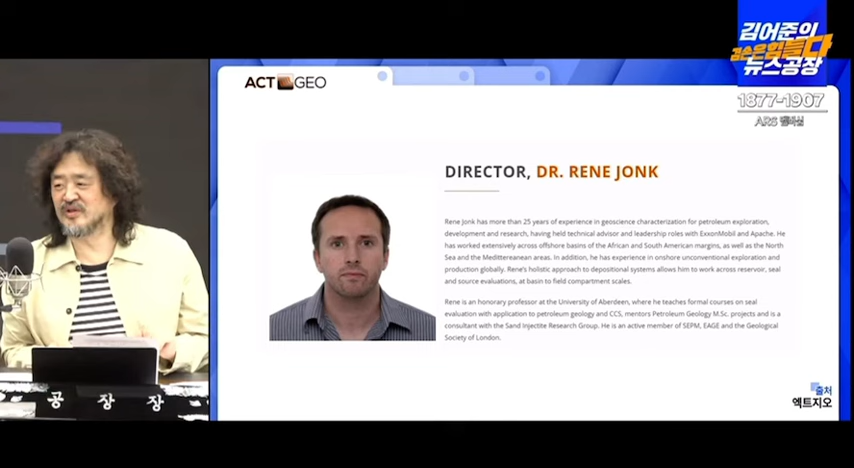 김어준의
겸손은힘들다
뉴스공장
1877-1907
ACT GEO
DIRECTOR, DR. RENE JONK
Rene Jonk has more than 25 years of experience in geoscience characterization for petroleum exploration,
development and research, having held technical advisor and leadership roles with ExxonMobil and Apache. He
has worked extensively across offshore basins of the African and South American margins, as well as the North
Sea and the Meditterenean areas. In addition, he has experience in onshore unconventional exploration and
production globally. Rene's holistic approach to depositional systems allows him to work across reservoir, seal
and source evaluations, at basin to field compartment scales.
Rene is an honorary professor at the University of Aberdeen, where he teaches formal courses on seal
evaluation with application to petroleum geology and CCS, mentors Petroleum Geology M.Sc. projects and is a
consultant with the Sand Injectite Research Group. He is an active member of SEPM, EAGE and the Geological
Society of London.
공 장 장
출처
엑트지오